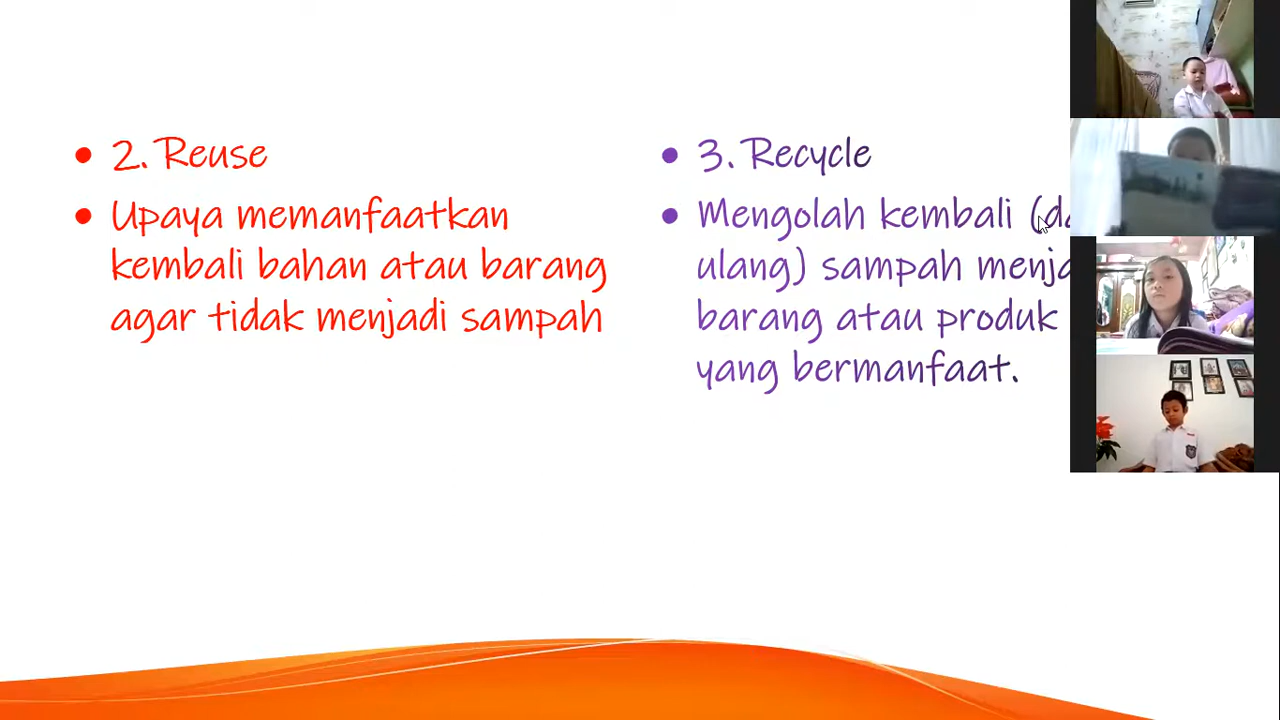 2. Reuse
Upaya memanfaatkan
kembali bahan atau barang
agar tidak menjadi sampah
3. Recycle
Mengolah kembali
ulang) sampah
barang atau produk
yang bermanfaat.